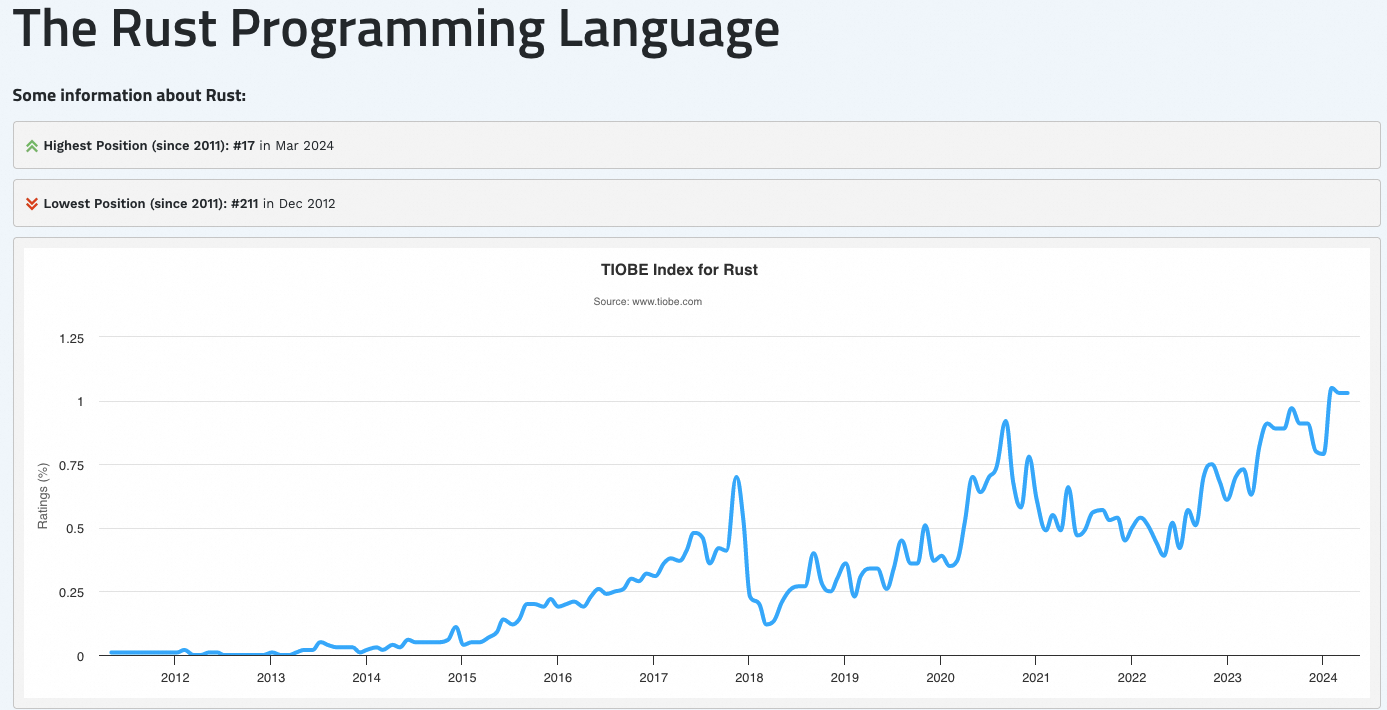 The Rust Programming Language
Some information about Rust:
Highest Position (since 2011): #17 in Mar 2024
Lowest Position (since 2011): #211 in Dec 2012
TIOBE Index for Rust
Source: www.tiobe.com
Ratings (%)
1.25
1
0.75
0.5
0.25
0
2012 2013 2014 2015 2016 2017 2018 2019 2020 2021 2022 2023 2024